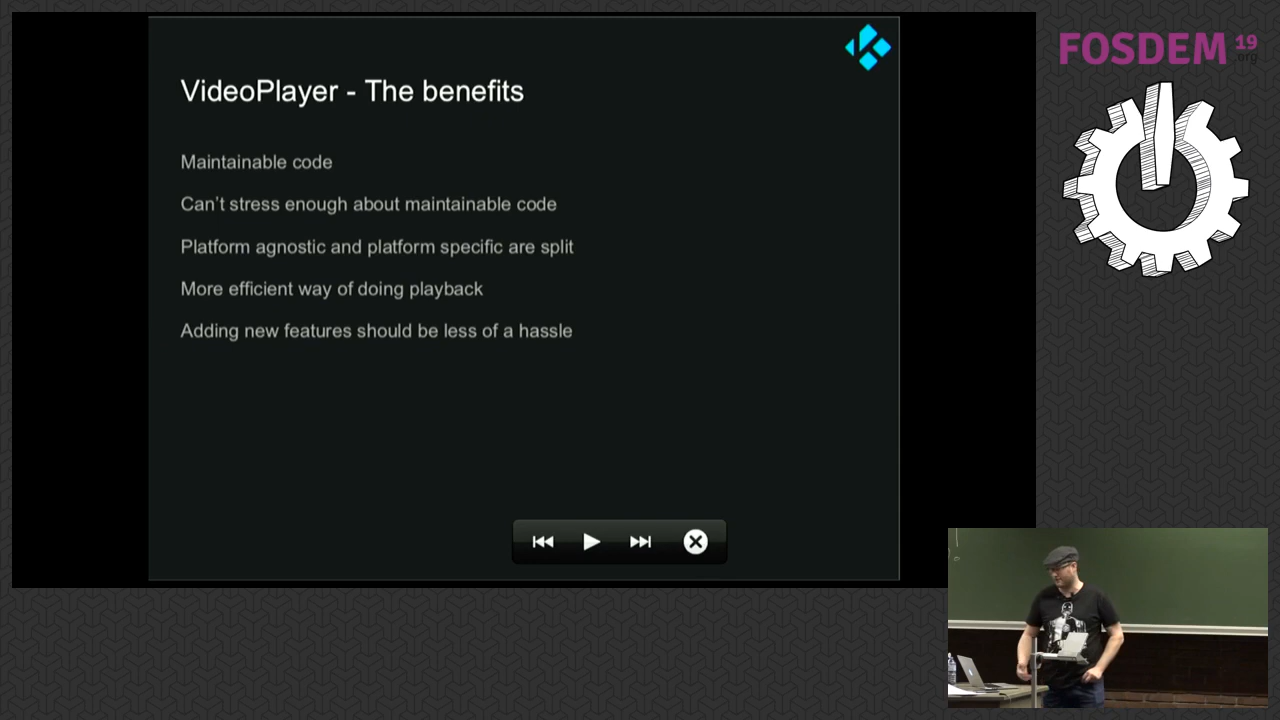 VideoPlayer - The benefits
Maintainable code
Can't stress enough about maintainable code
Platform agnostic and platform specific are split
More efficient way of doing playback
Adding new features should be less of a hassle
FOSDEM 19
.org